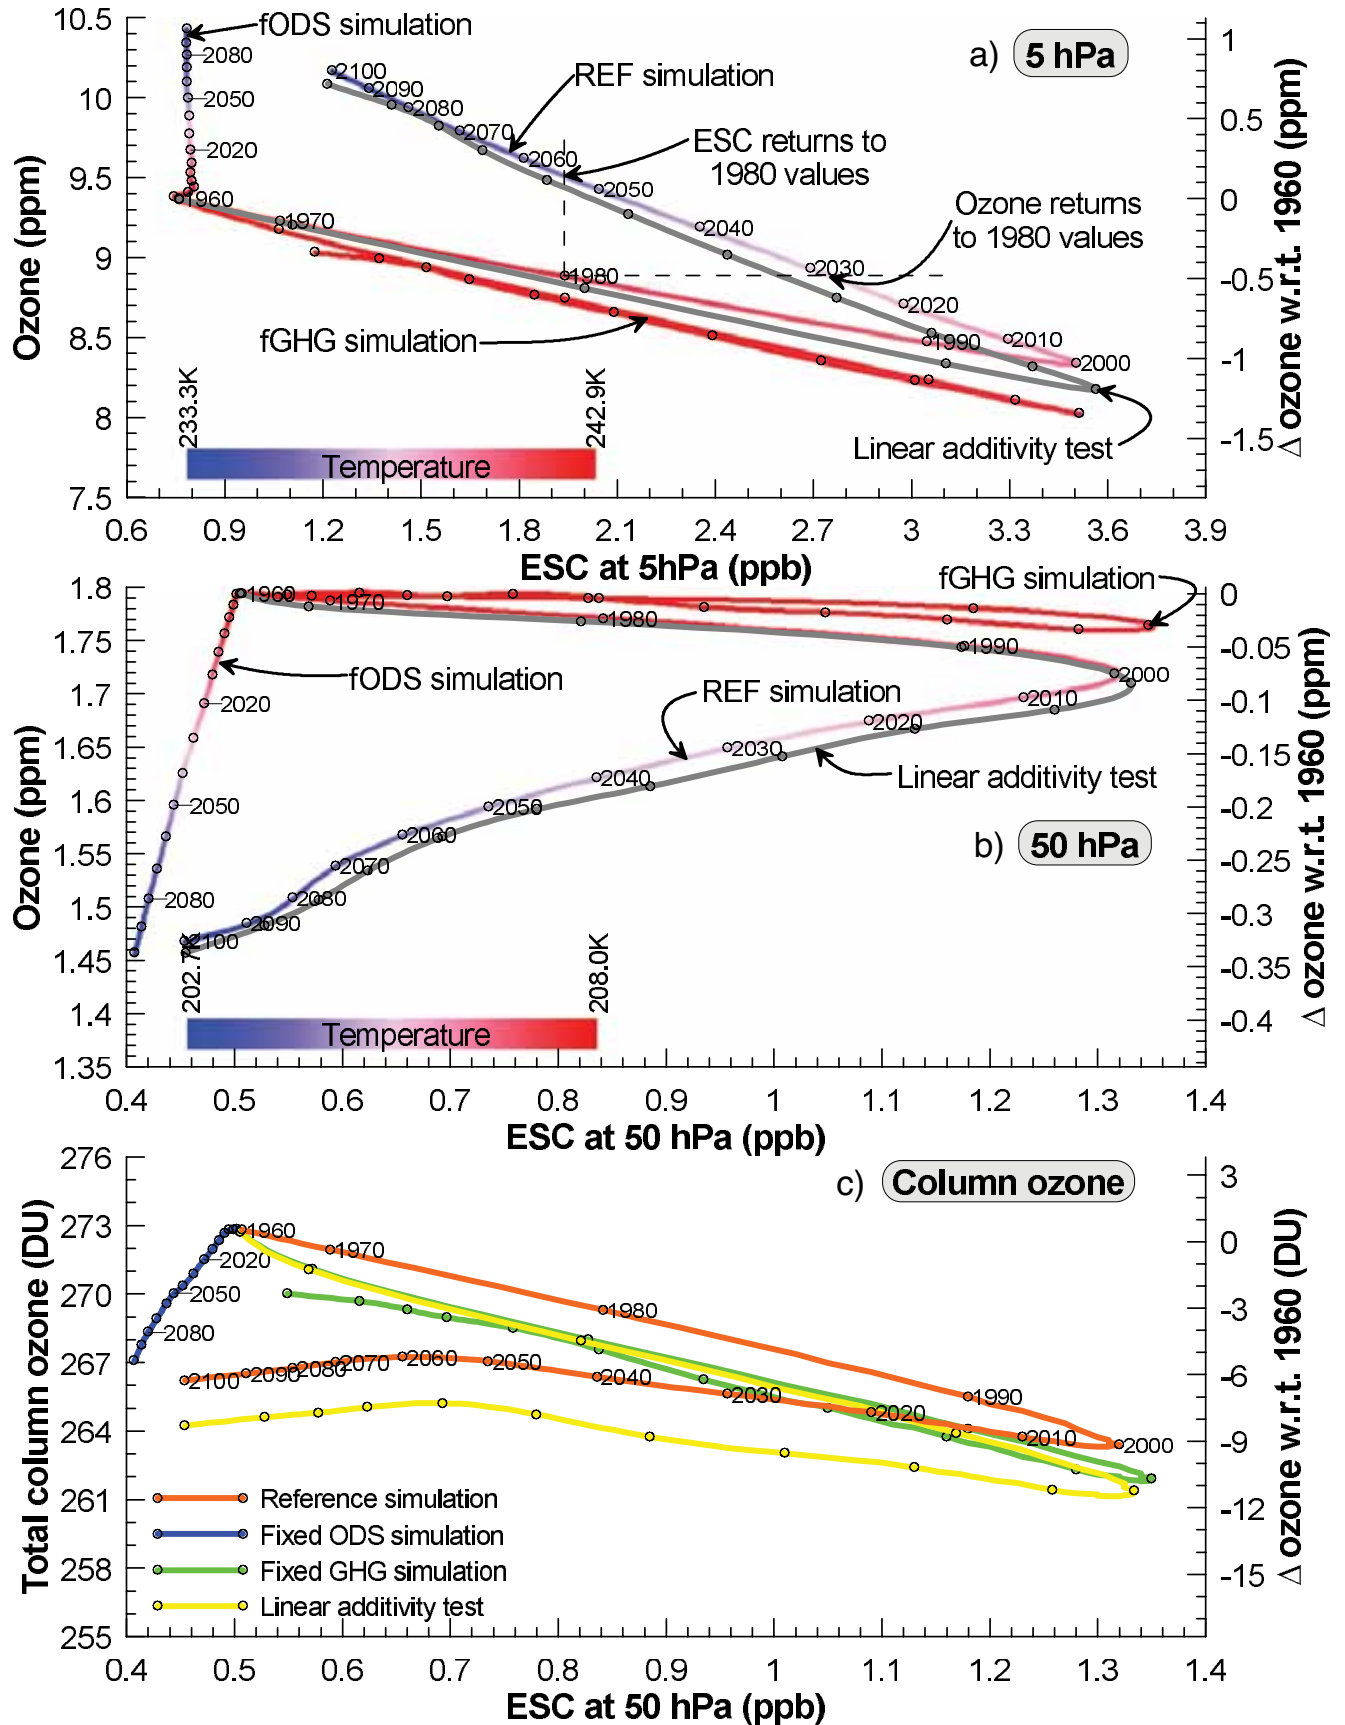 a) 5 hPa
fODS simulation
2080
2050
2020
1960
2100
2090
2080
2070
2060
2050
2040
2030
2020
2010
2000
1970
1980
1990
REF simulation
ESC returns to
1980 values
Ozone returns
to 1980 values
fGHG simulation
Linear additivity test
233.3K
242.9K
Temperature
Ozone (ppm)
10.5
10
9.5
9
8.5
8
7.5
Δ ozone w.r.t. 1960 (ppm)
1
0.5
0
-0.5
-1
-1.5
0.6 0.9 1.2 1.5 1.8 2.1 2.4 2.7 3 3.3 3.6 3.9
ESC at 5hPa (ppb)
fGHG simulation
1960
1970
1980
1990
2000
2010
2020
2030
2040
2050
2060
2070
2080
2090
2100
fODS simulation
2020
2050
2080
REF simulation
Linear additivity test
b) 50 hPa
208.0K
Temperature
Ozone (ppm)
1.8
1.75
1.7
1.65
1.6
1.55
1.5
1.45
1.4
1.35
Δ ozone w.r.t. 1960 (ppm)
0
-0.05
-0.1
-0.15
-0.2
-0.25
-0.3
-0.35
-0.4
0.4 0.5 0.6 0.7 0.8 0.9 1 1.1 1.2 1.3 1.4
ESC at 50 hPa (ppb)
c) Column ozone
1960
1970
1980
1990
2000
2010
2020
2030
2040
2050
2060
2070
2080
2090
2100
2020
2050
2080
Reference simulation
Fixed ODS simulation
Fixed GHG simulation
Linear additivity test
Total column ozone (DU)
276
273
270
267
264
261
258
255
Δ ozone w.r.t. 1960 (DU)
3
0
-3
-6
-9
-12
-15
0.4 0.5 0.6 0.7 0.8 0.9 1 1.1 1.2 1.3 1.4
ESC at 50 hPa (ppb)